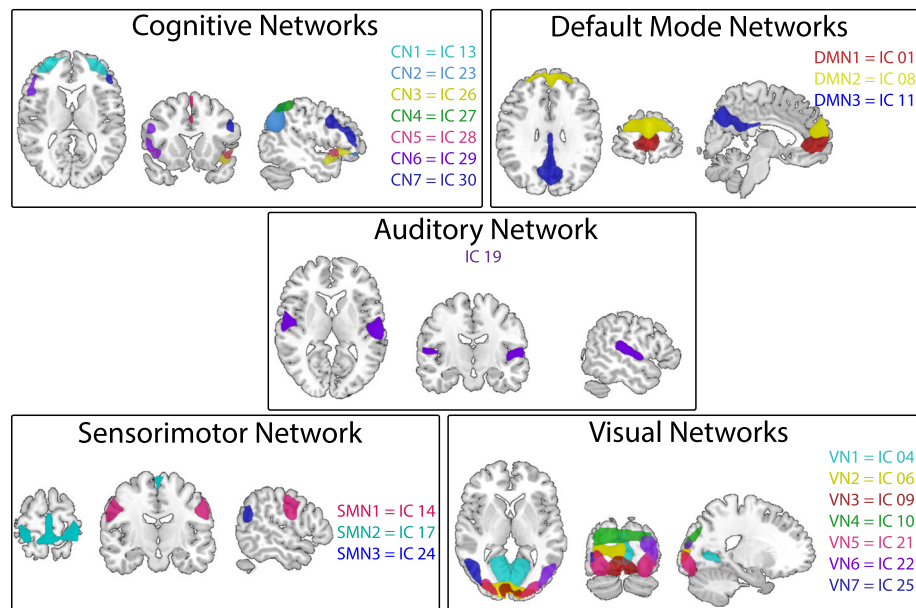 Cognitive Networks
CN1 = IC 13
CN2 = IC 23
CN3 = IC 26
CN4 = IC 27
CN5 = IC 28
CN6 = IC 29
CN7 = IC 30
Default Mode Networks
DMN1 = IC 01
DMN2 = IC 08
DMN3 = IC 11
Auditory Network
IC 19
Sensorimotor Network
SMN1 = IC 14
SMN2 = IC 17
SMN3 = IC 24
Visual Networks
VN1 = IC 04
VN2 = IC 06
VN3 = IC 09
VN4 = IC 10
VN5 = IC 21
VN6 = IC 22
VN7 = IC 25